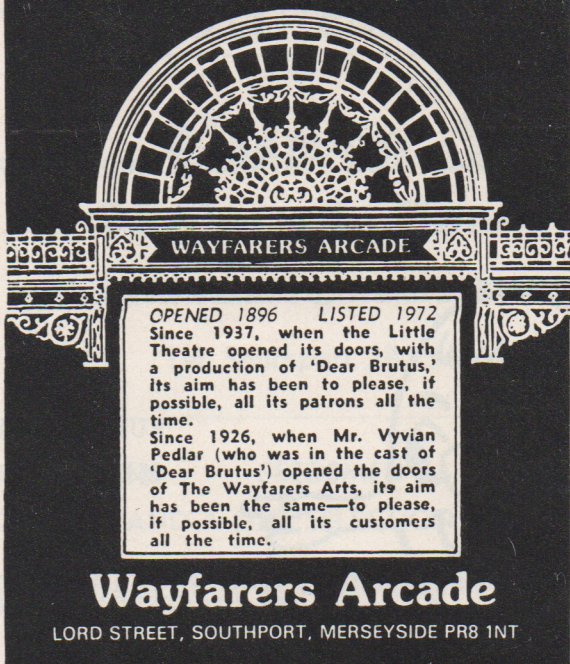 WAYFARERS ARCADE
OPENED 1896 LISTED 1972
Since 1937, when the Little
Theatre opened its doors, with
a production of 'Dear Brutus,'
its aim has been to please, if
possible, all its patrons all the
time.
Since 1926, when Mr. Vyvian
Pedlar (who was in the cast of
'Dear Brutus') opened the doors
of The Wayfarers Arts, its aim
has been the same—to please,
if possible, all its customers
all the time.
Wayfarers Arcade
LORD STREET, SOUTHPORT, MERSEYSIDE PR8 1NT